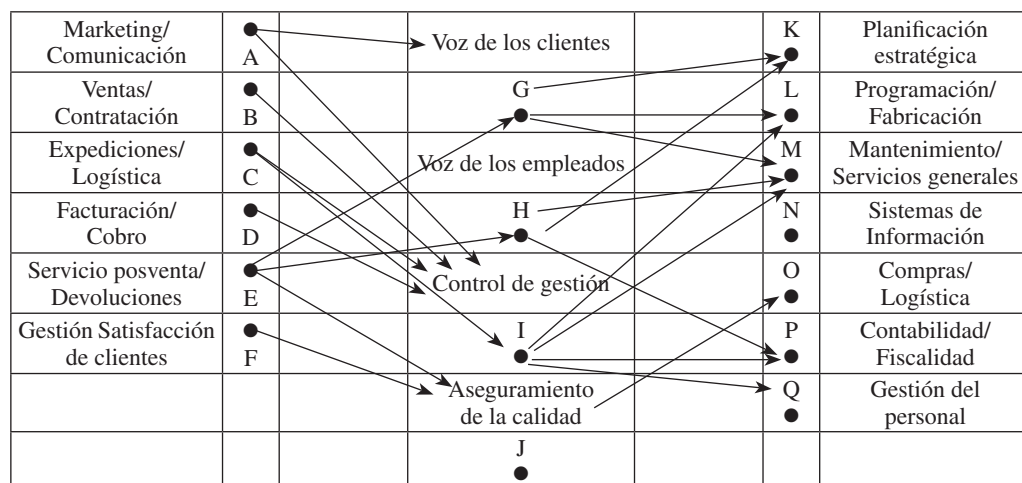 Marketing/
Comunicación
A
Voz de los clientes
K
Planificación
estratégica
Ventas/
Contratación
B
G
L
Programación/
Fabricación
Expediciones/
Logística
C
Voz de los empleados
M
Mantenimiento/
Servicios generales
Facturación/
Cobro
D
H
N
Sistemas de
Información
Servicio posventa/
Devoluciones
E
Control de gestión
O
Compras/
Logística
Gestión Satisfacción
de clientes
F
I
P
Contabilidad/
Fiscalidad
Aseguramiento
de la calidad
Q
Gestión del
personal
J